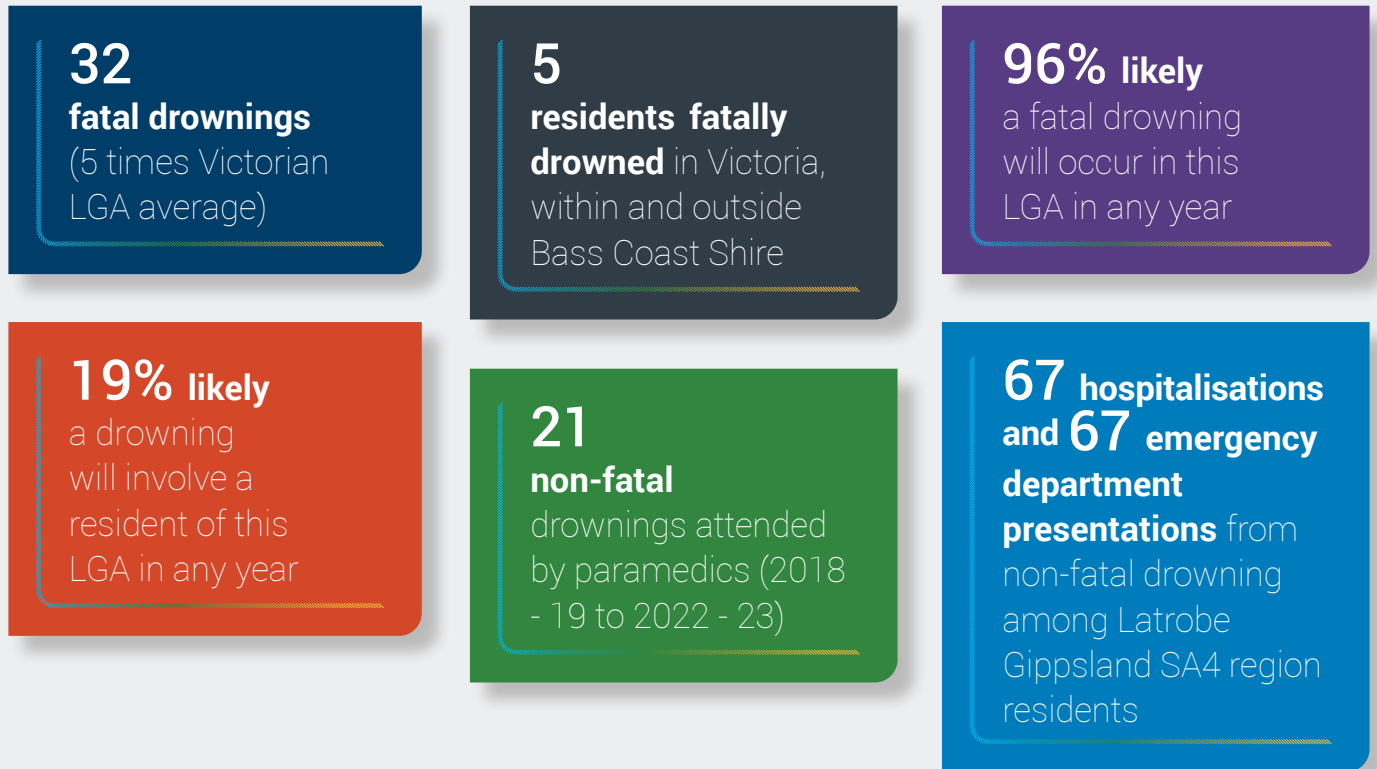 32
fatal drownings
(5 times Victorian
LGA average)
5
residents fatally
drowned in Victoria,
within and outside
Bass Coast Shire
96% likely
a fatal drowning
will occur in this
LGA in any year
19% likely
a drowning
will involve a
resident of this
LGA in any year
21
non-fatal
drownings attended
by paramedics (2018
- 19 to 2022 - 23)
67 hospitalisations
and 67 emergency
department
presentations from
non-fatal drowning
among Latrobe
Gippsland SA4 region
residents